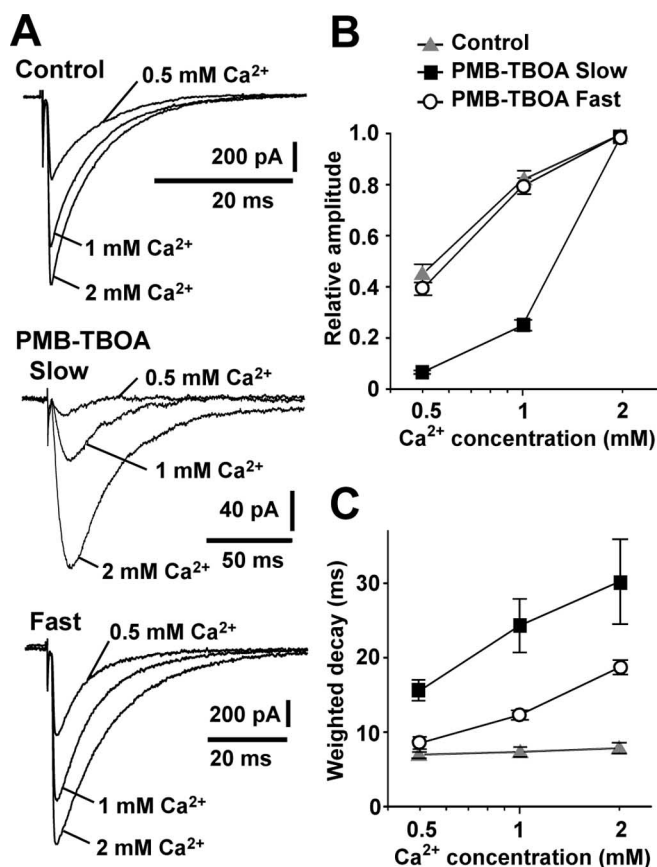 A
Control
0.5 mM Ca²⁺
200 pA
20 ms
1 mM Ca²⁺
2 mM Ca²⁺
PMB-TBOA
Slow
0.5 mM Ca²⁺
1 mM Ca²⁺
40 pA
50 ms
2 mM Ca²⁺
Fast
0.5 mM Ca²⁺
200 pA
20 ms
1 mM Ca²⁺
2 mM Ca²⁺
B
Control
PMB-TBOA Slow
PMB-TBOA Fast
Relative amplitude
1.0
0.8
0.6
0.4
0.2
0
0.5 1 2
Ca²⁺ concentration (mM)
C
Weighted decay (ms)
30
20
10
0
0.5 1 2
Ca²⁺ concentration (mM)